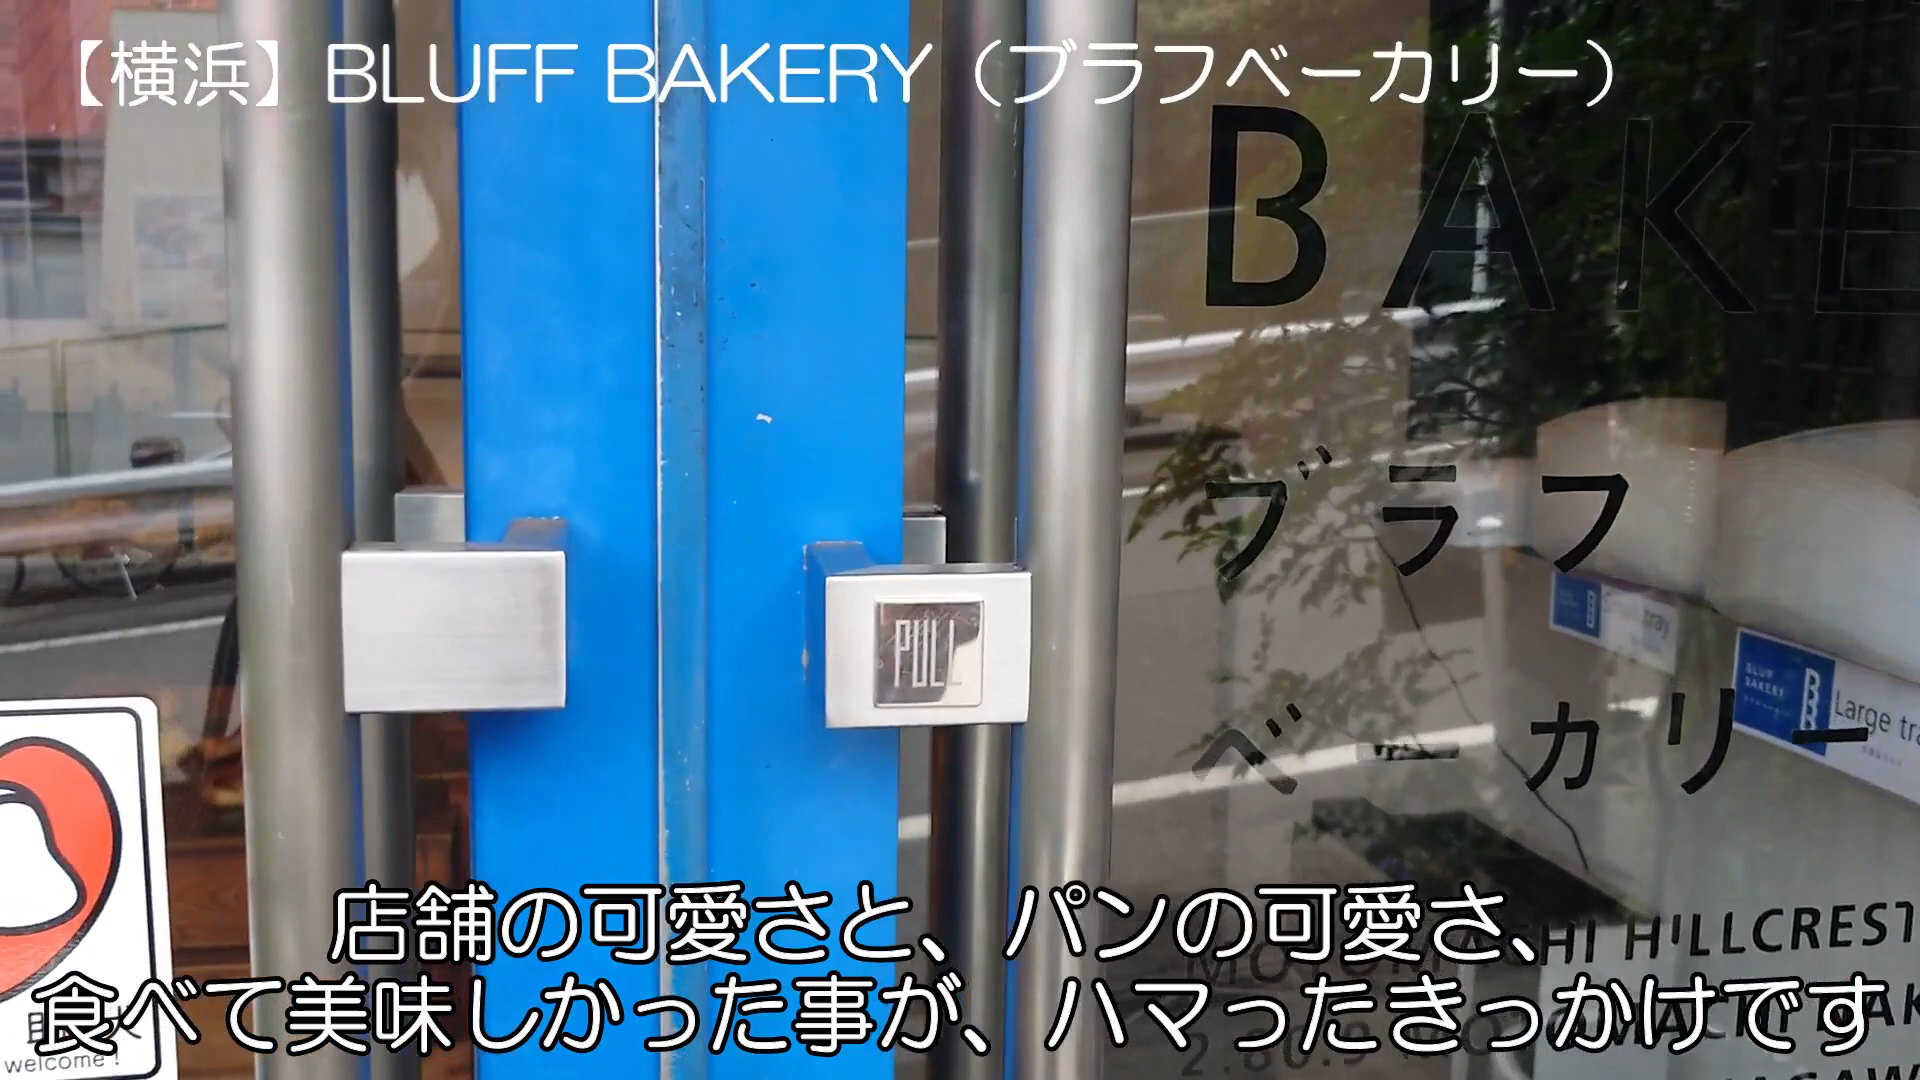 【横浜】BLUFF BAKERY（ブラフベーカリー）
BAKE
ブラフ
ベーカリー
PULL
BLUFF BAKERY
Large tra
HILLCREST
welcome!
店舗の可愛さと、パンの可愛さ、
食べて美味しかった事が、ハマったきっかけです